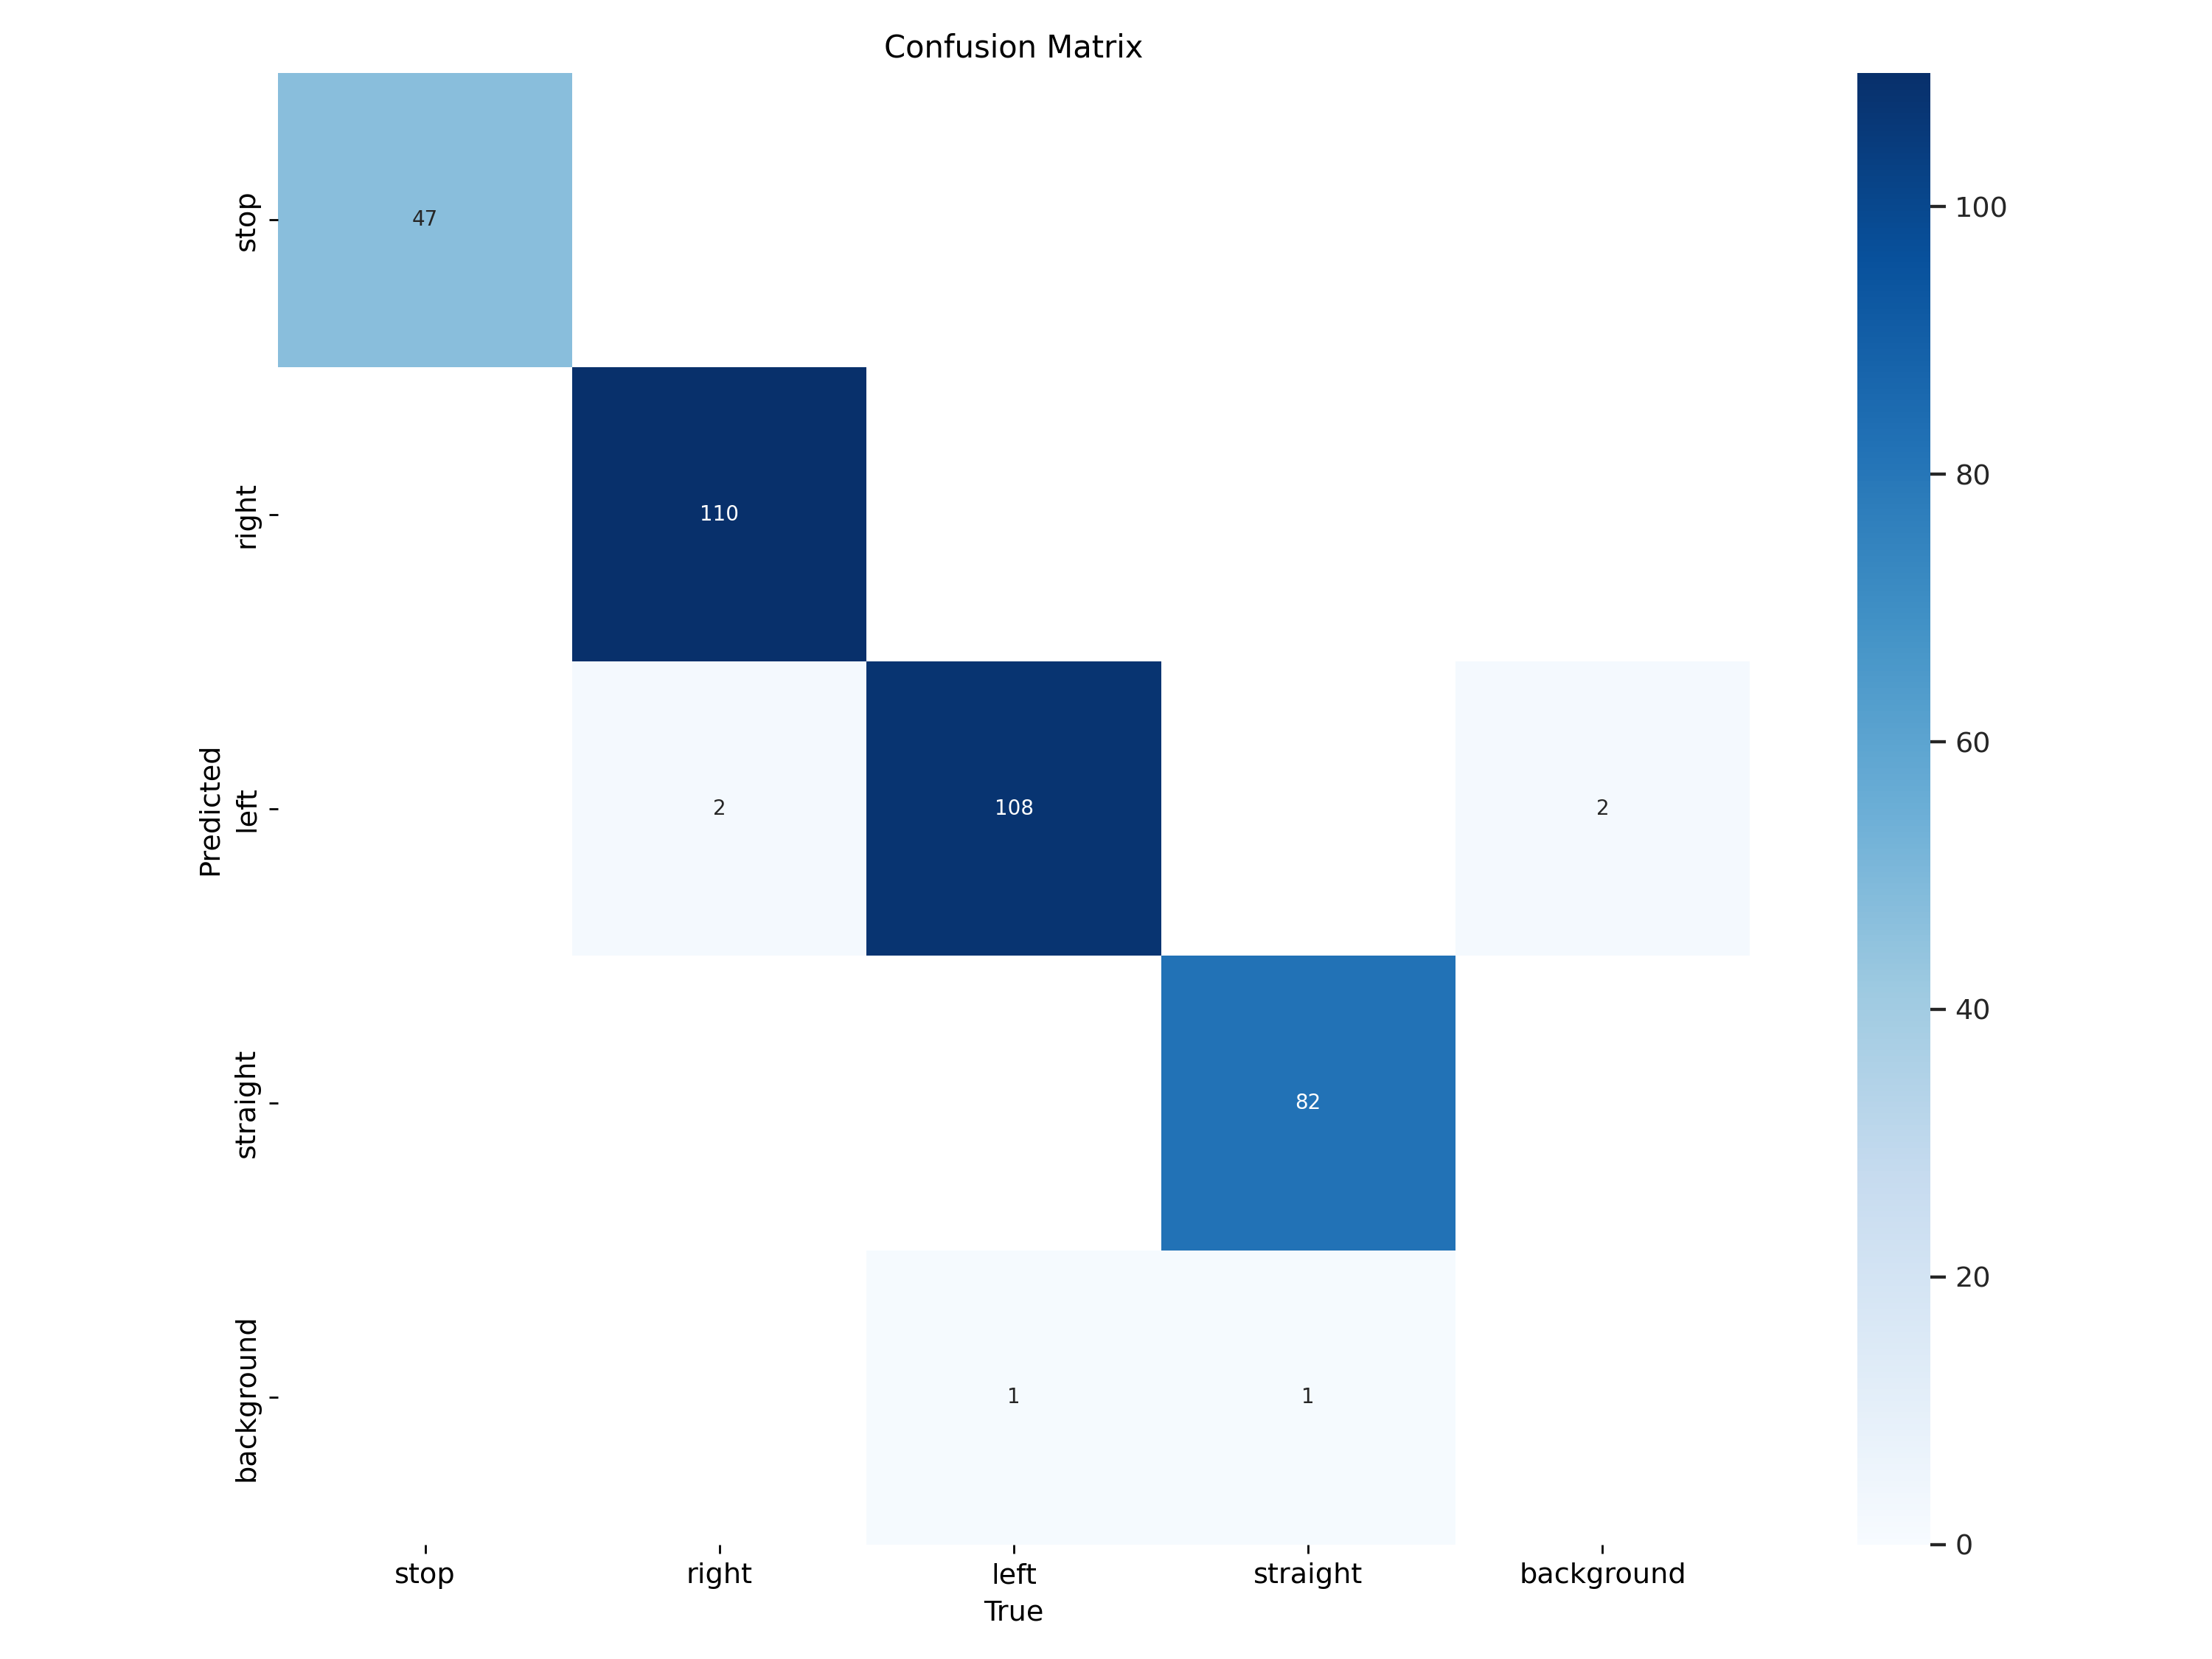 Confusion Matrix
stop
47
100
right
110
80
Predicted
left
2
108
2
60
straight
82
40
background
1
1
20
0
stop
right
left
straight
background
True